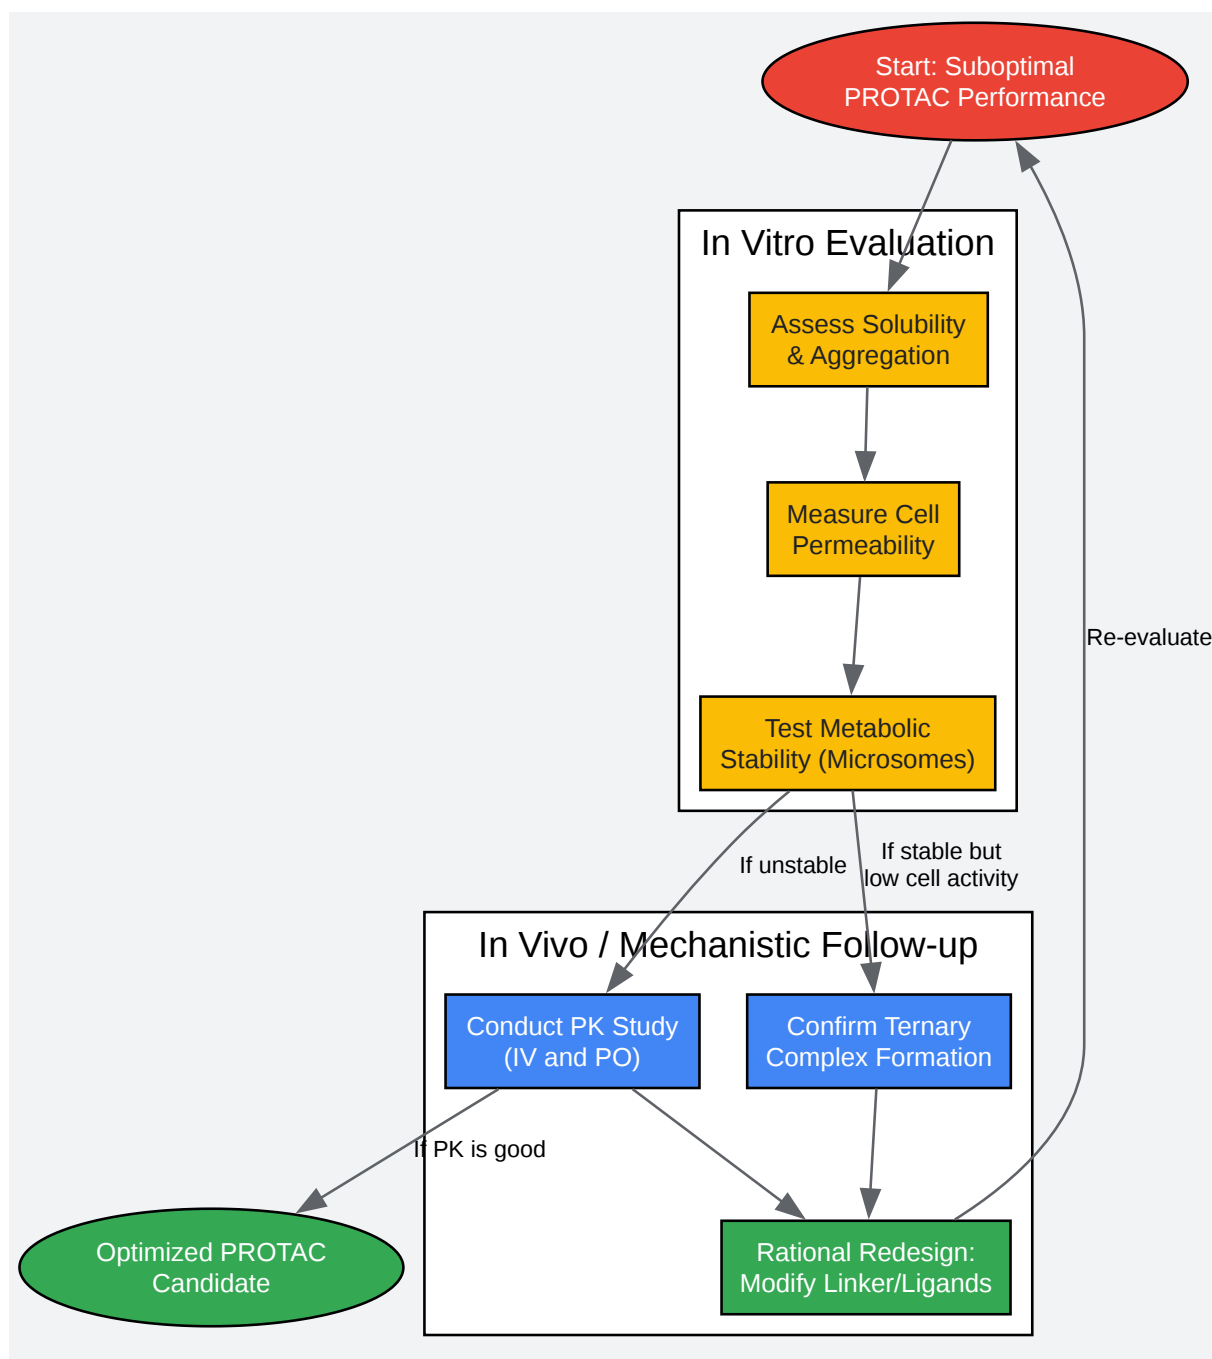 Start: Suboptimal
PROTAC Performance
In Vitro Evaluation
Assess Solubility
& Aggregation
Measure Cell
Permeability
Re-evaluate
Test Metabolic
Stability (Microsomes)
If unstable
If stable but
low cell activity
In Vivo / Mechanistic Follow-up
Conduct PK Study
(IV and PO)
Confirm Ternary
Complex Formation
If PK is good
Optimized PROTAC
Candidate
Rational Redesign:
Modify Linker/Ligands